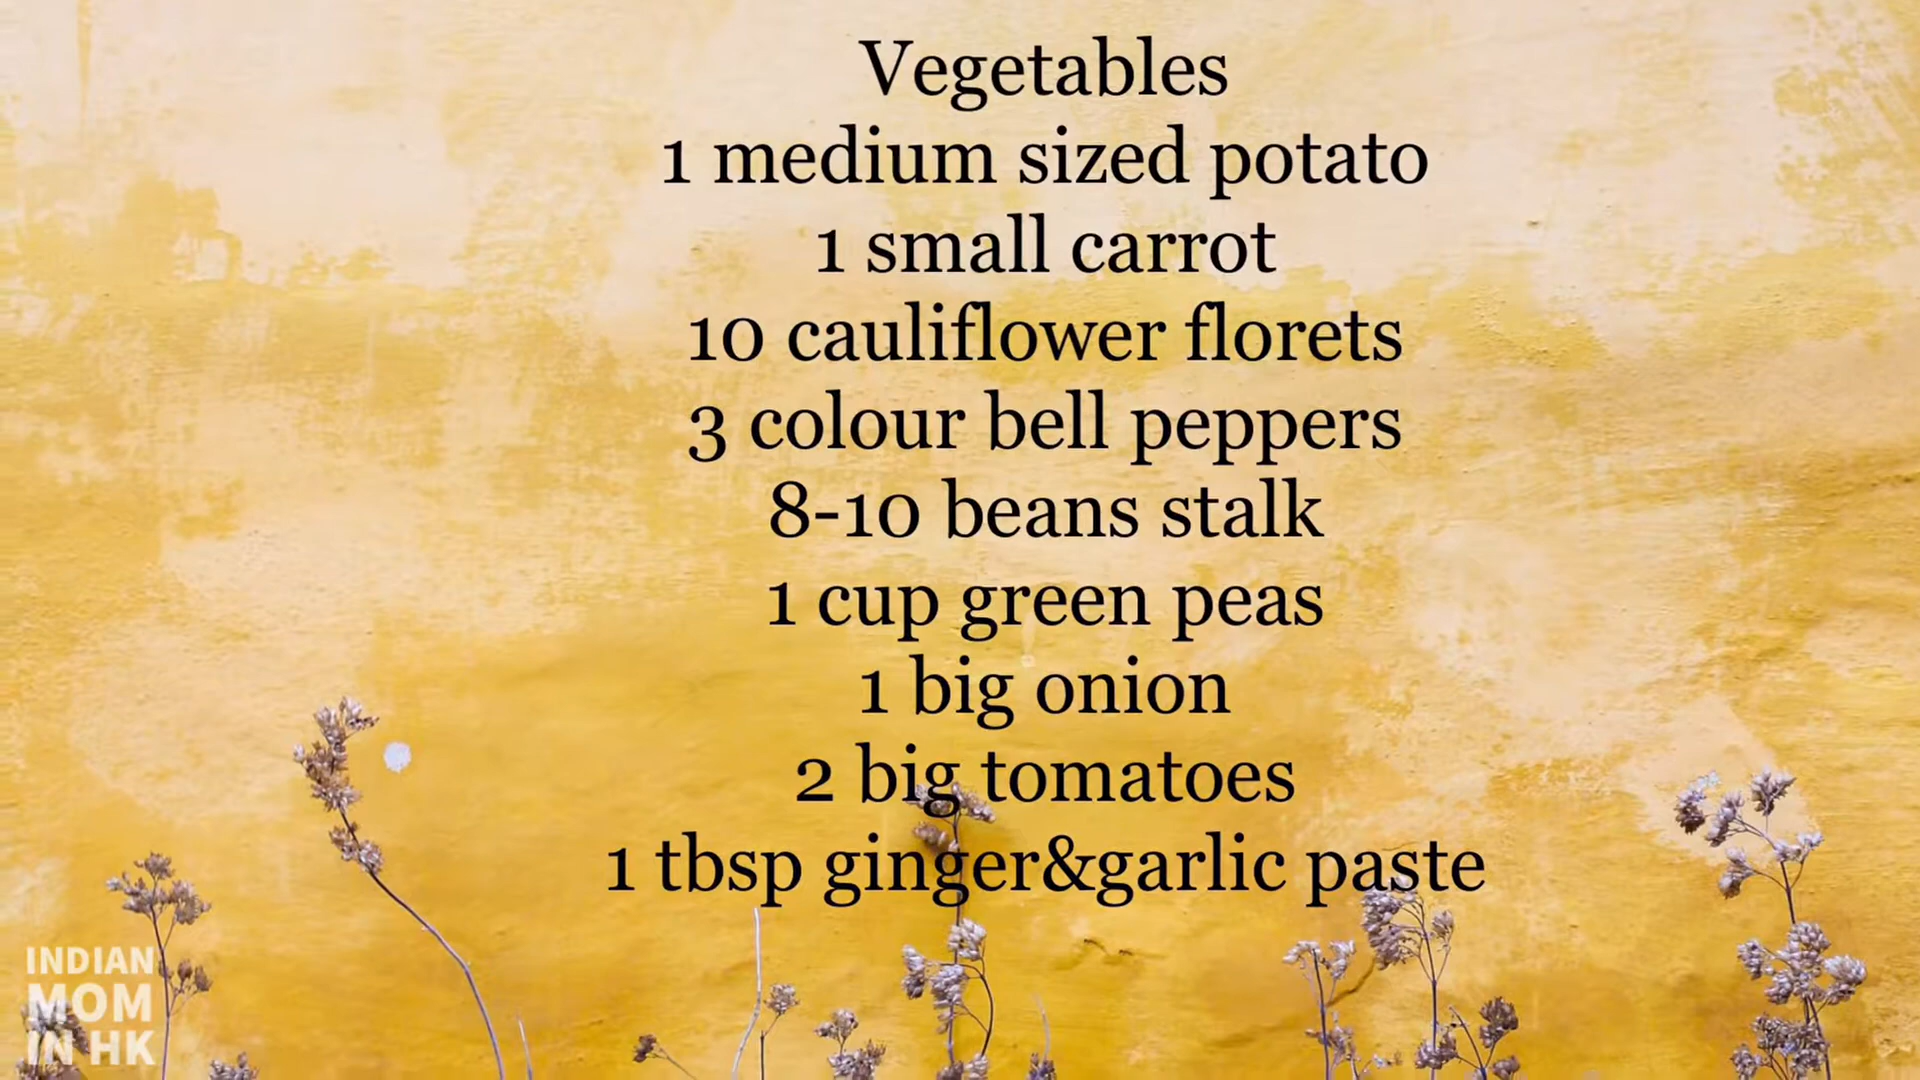 Vegetables
1 medium sized potato
1 small carrot
10 cauliflower florets
3 colour bell peppers
8-10 beans stalk
1 cup green peas
1 big onion
2 big tomatoes
1 tbsp ginger&garlic paste
INDIAN
MOM
IN HK